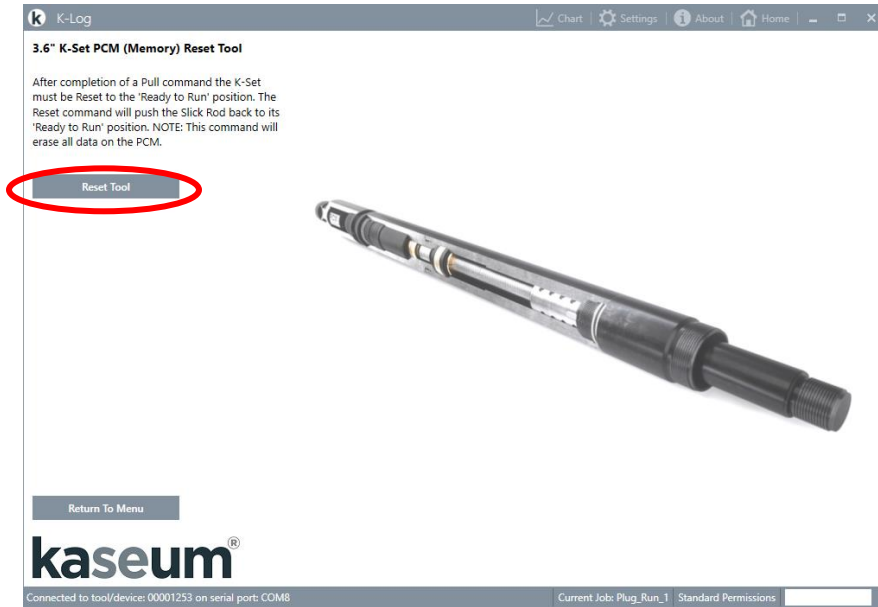 K-Log
Chart
Settings
About
Home
3.6" K-Set PCM (Memory) Reset Tool
After completion of a Pull command the K-Set
must be Reset to the 'Ready to Run' position. The
Reset command will push the Slick Rod back to its
'Ready to Run' position. NOTE: This command will
erase all data on the PCM.
Reset Tool
Return To Menu
kaseum®
Connected to tool/device: 00001253 on serial port: COM8
Current Job: Plug_Run_1
Standard Permissions